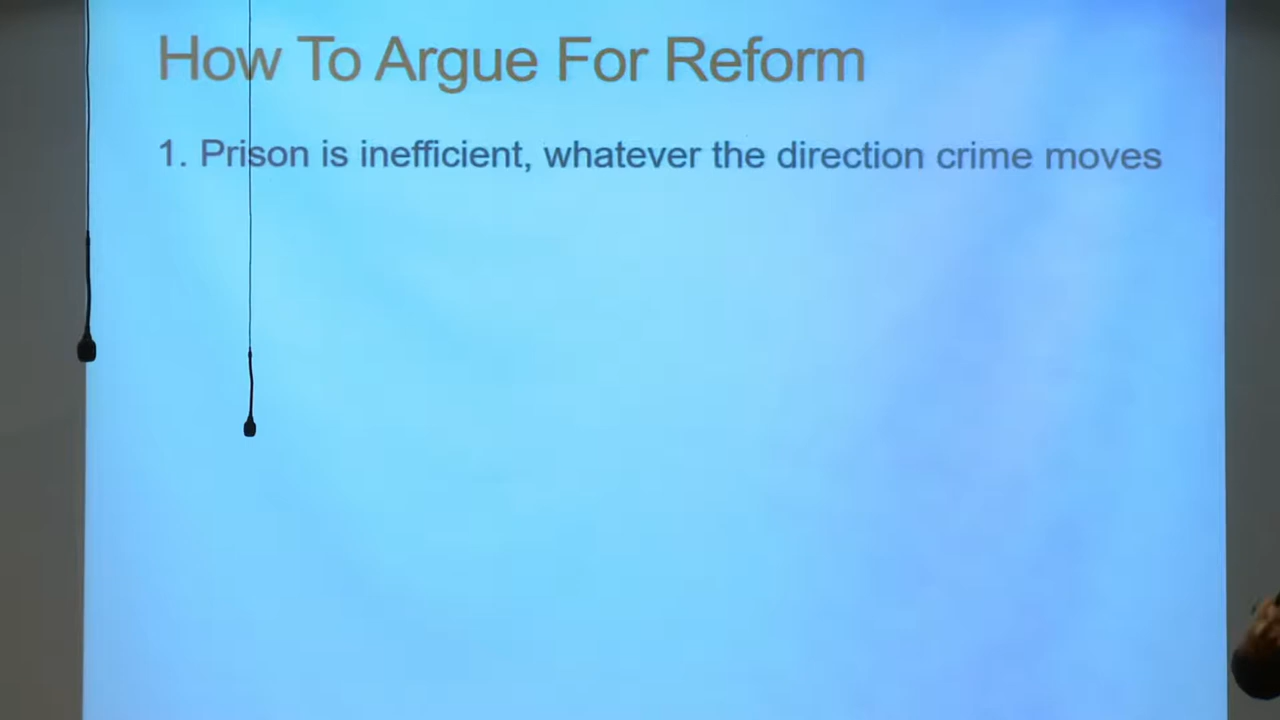 How To Argue For Reform
1. Prison is inefficient, whatever the direction crime moves